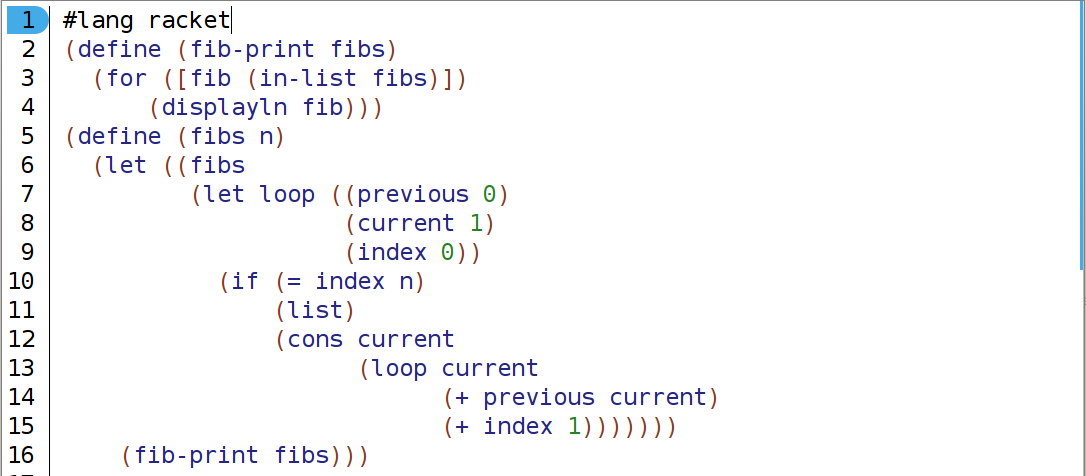 1 #lang racket
2 (define (fib-print fibs)
3   (for ([fib (in-list fibs)])
4       (displayln fib)))
5 (define (fibs n)
6   (let ((fibs
7          (let loop ((previous 0)
8                     (current 1)
9                     (index 0))
10            (if (= index n)
11                (list)
12                (cons current
13                      (loop current
14                            (+ previous current)
15                            (+ index 1)))))))
16     (fib-print fibs)))